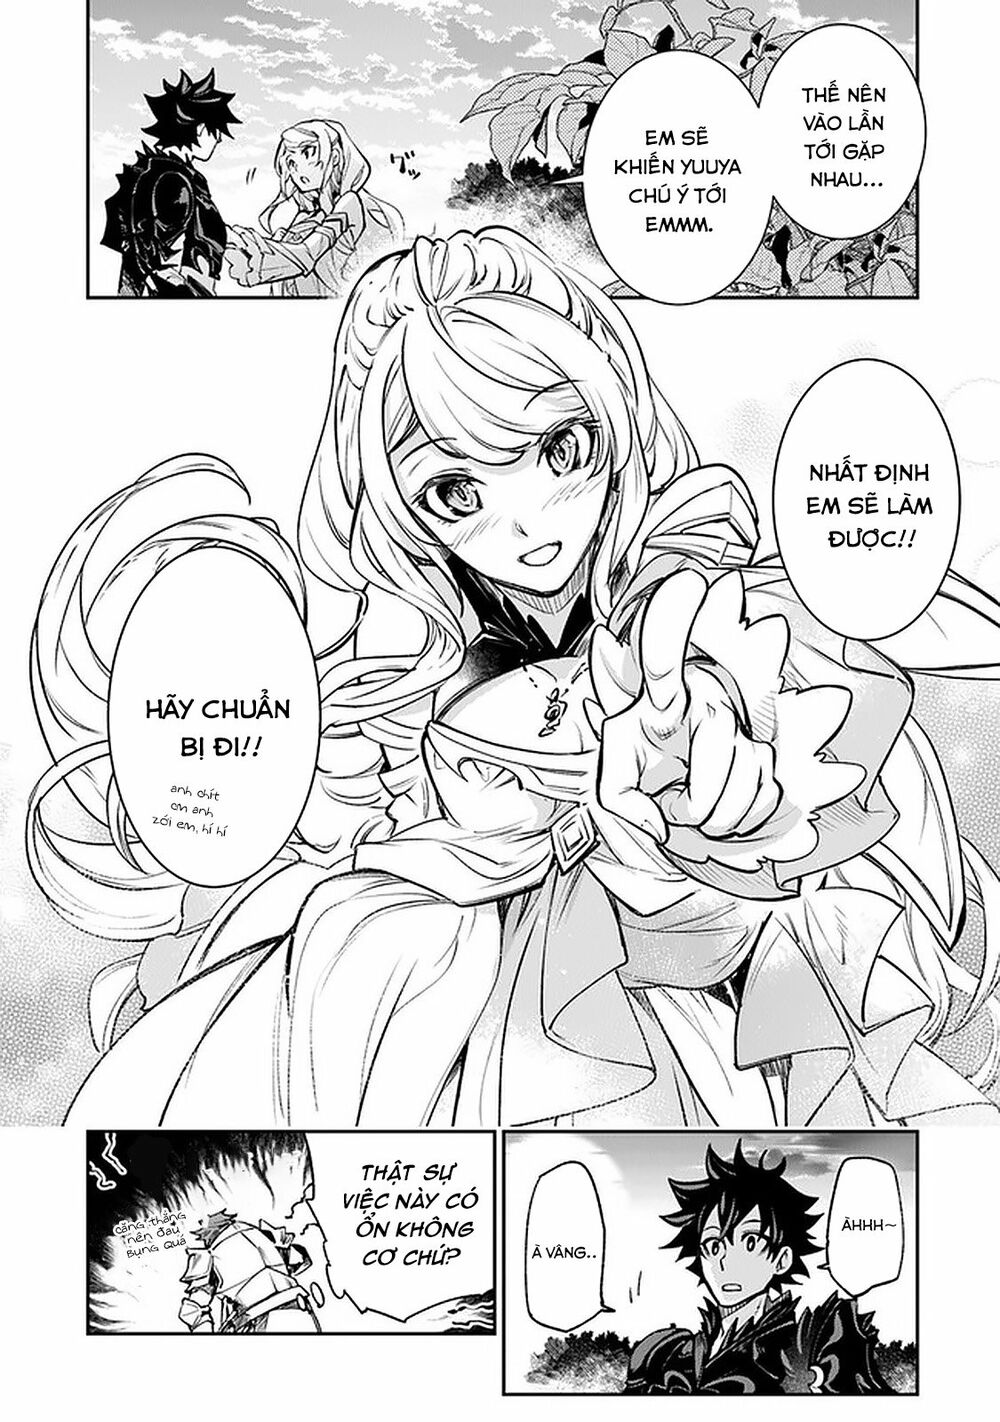 THẾ NÊN
VÀO LẦN
TỚI GẶP
NHAU...
EM SẼ
KHIẾN YUUYA
CHÚ Ý TỚI
EMMM.
NHẤT ĐỊNH
EM SẼ LÀM
ĐƯỢC!!
HÃY CHUẨN
BỊ ĐI!!
anh chít
cm anh
zới em, hí hí
ÀHHH~
À VÂNG..
THẬT SỰ
VIỆC NÀY CÓ
ỔN KHÔNG
CƠ CHỨ?
căng thẳng
nên đau
bụng quá